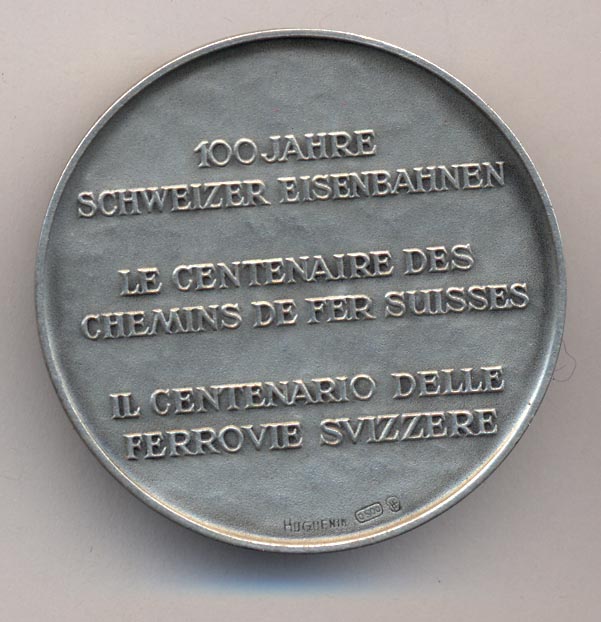 100 JAHRE
SCHWEIZER EISENBAHNEN
LE CENTENAIRE DES
CHEMINS DE FER SUISSES
IL CENTENARIO DELLE
FERROVIE SVIZZERE
HUGUENIN